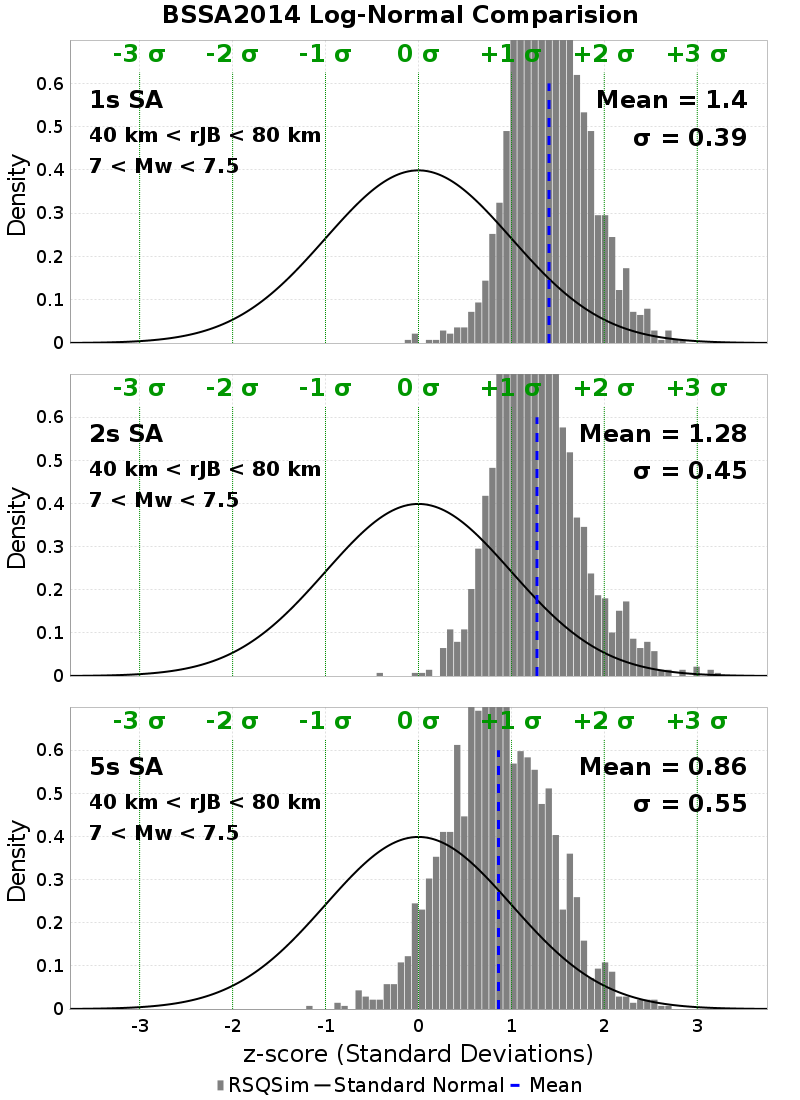 BSSA2014 Log-Normal Comparision
-3 σ -2 σ -1 σ 0 σ +1 σ +2 σ +3 σ
1s SA
40 km < rJB < 80 km
7 < Mw < 7.5
Mean = 1.4
σ = 0.39
Density
0.6
0.5
0.4
0.3
0.2
0.1
0
-3 σ -2 σ -1 σ 0 σ +1 σ +2 σ +3 σ
2s SA
40 km < rJB < 80 km
7 < Mw < 7.5
Mean = 1.28
σ = 0.45
Density
0.6
0.5
0.4
0.3
0.2
0.1
0
-3 σ -2 σ -1 σ 0 σ +1 σ +2 σ +3 σ
5s SA
40 km < rJB < 80 km
7 < Mw < 7.5
Mean = 0.86
σ = 0.55
Density
0.6
0.5
0.4
0.3
0.2
0.1
0
-3 -2 -1 0 1 2 3
z-score (Standard Deviations)
RSQSim Standard Normal Mean